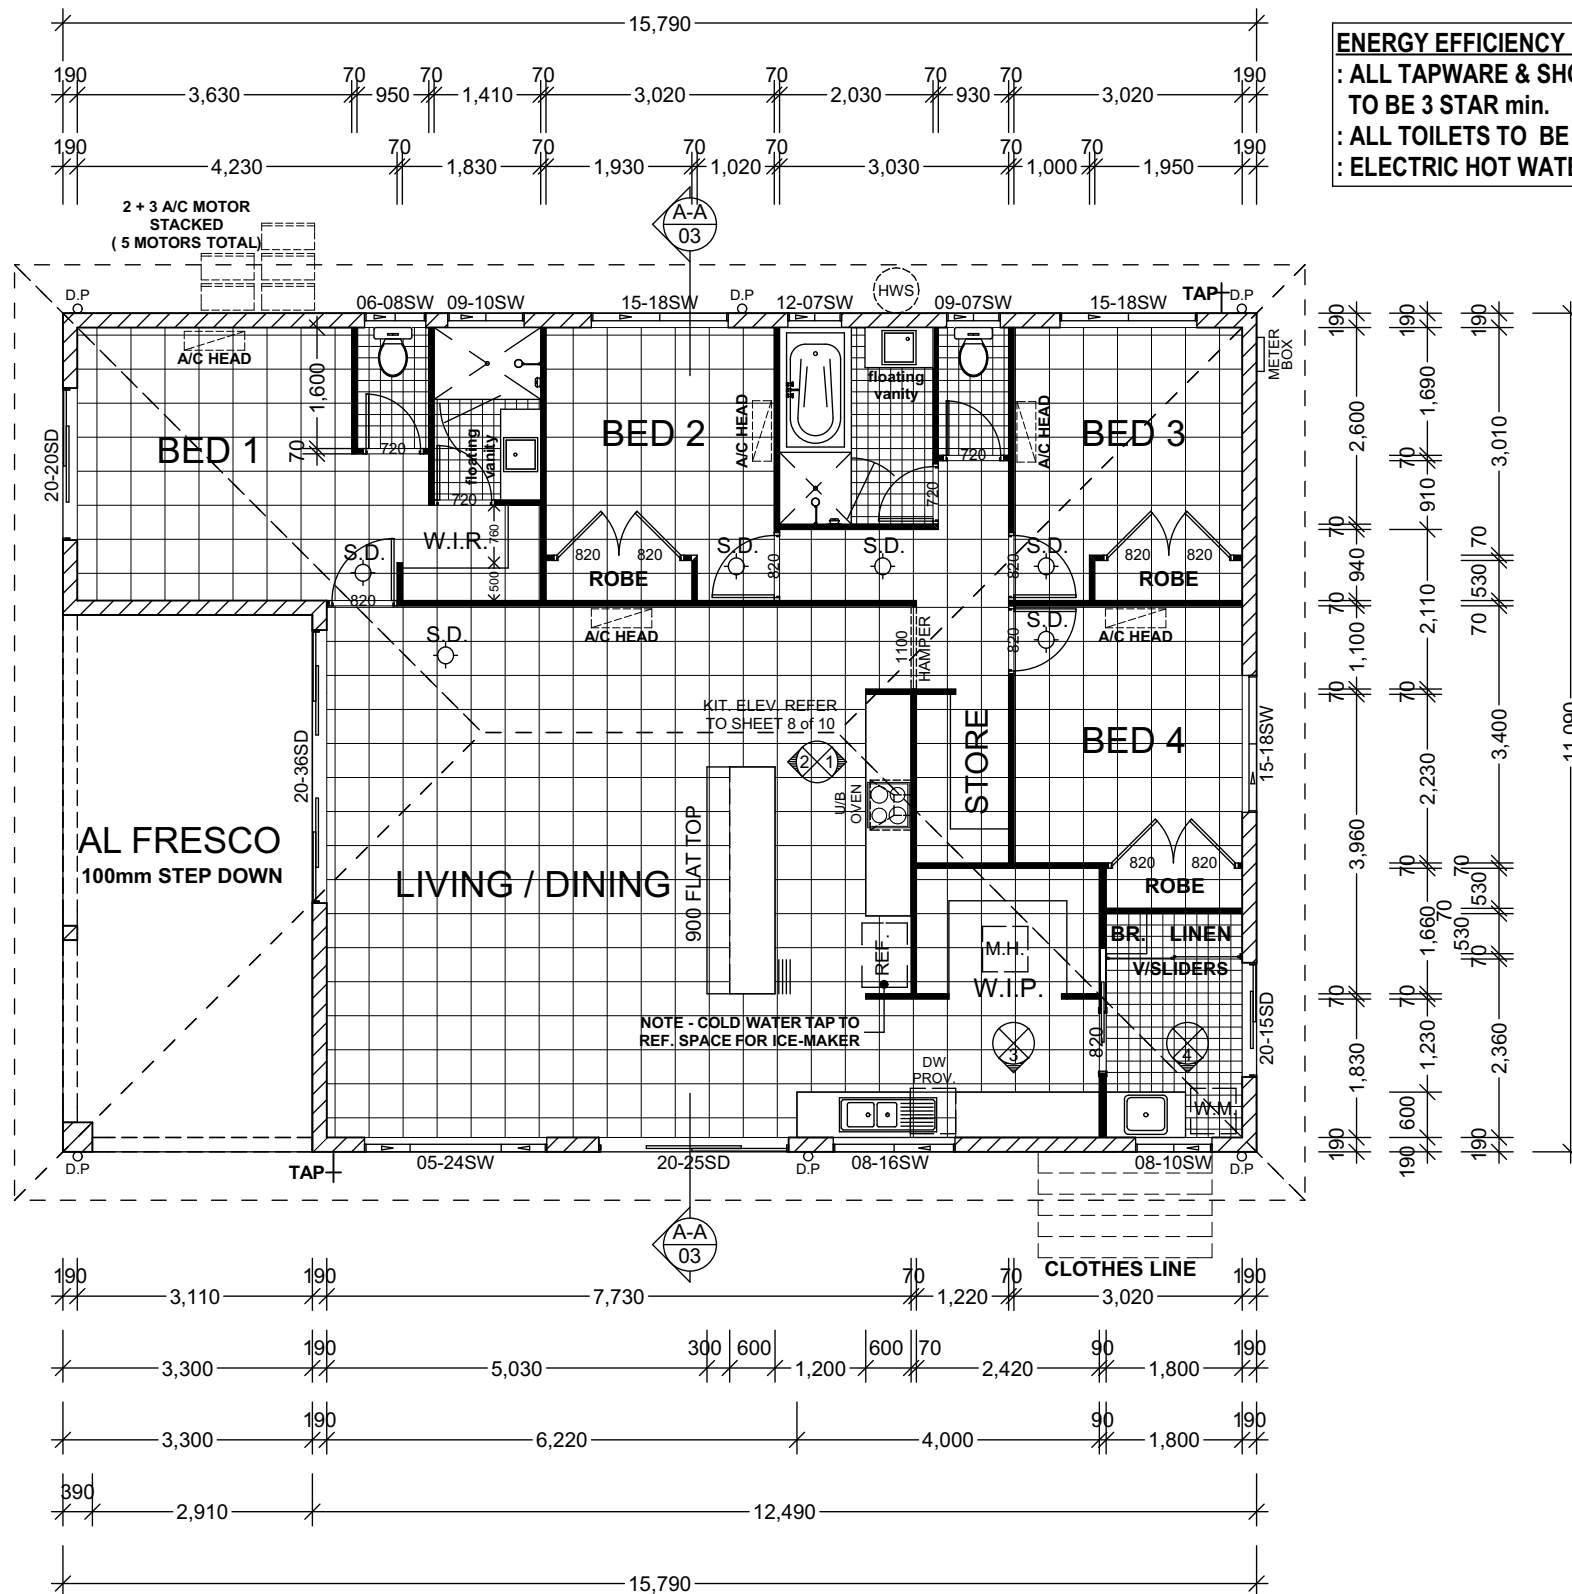 15,790
190 3,630 70 950 70 1,410 70 3,020 70 2,030 70 930 70 3,020 190
190 4,230 70 1,830 70 1,930 70 1,020 70 3,030 70 1,000 70 1,950 190
ENERGY EFFICIENCY
: ALL TAPWARE &
TO BE 3 STAR min.
: ALL TOILETS TO BE
: ELECTRIC HOT
2 + 3 A/C MOTOR
STACKED
( 5 MOTORS TOTAL)
A-A
03
D.P
06-08SW
09-10SW
15-18SW
D.P
12-07SW
HWS
09-07SW
15-18SW
TAP
D.P
METER
BOX
A/C HEAD
1,600
70
BED 1
20-20SD
720
floating
vanity
720
BED 2
A/C HEAD
floating
vanity
720
720
A/C HEAD
BED 3
S.D.
820
W.I.R.
760
500
820
820
ROBE
S.D.
820
S.D.
820
S.D.
820
820
ROBE
S.D.
A/C HEAD
1100
HAMPER
820
S.D.
A/C HEAD
KIT. ELEV. REFER
TO SHEET 8 of 10
2
1
20-36SD
U/B
OVEN
STORE
BED 4
15-18SW
AL FRESCO
100mm STEP DOWN
LIVING / DINING
900 FLAT TOP
820
820
ROBE
REF.
M.H.
W.I.P.
BR.
LINEN
V/SLIDERS
NOTE - COLD WATER TAP TO
REF. SPACE FOR ICE-MAKER
3
820
4
20-15SD
DW
PROV.
W.M.
D.P
TAP
05-24SW
20-25SD
D.P
08-16SW
08-10SW
D.P
A-A
03
CLOTHES LINE
190 2,600 70 940 70 1,100 70 3,960 70 1,830 190
190 1,690 70 910 70 2,110 70 2,230 70 1,660 70 1,230 600 190
190 3,010 70 530 70 3,400 70 530 70 530 70 2,360 190
11,090
190 3,110 190 7,730 70 1,220 70 3,020 190
3,300 190 5,030 300 600 1,200 600 70 2,420 90 1,800 190
3,300 190 6,220 4,000 90 1,800 190
390 2,910 12,490
15,790